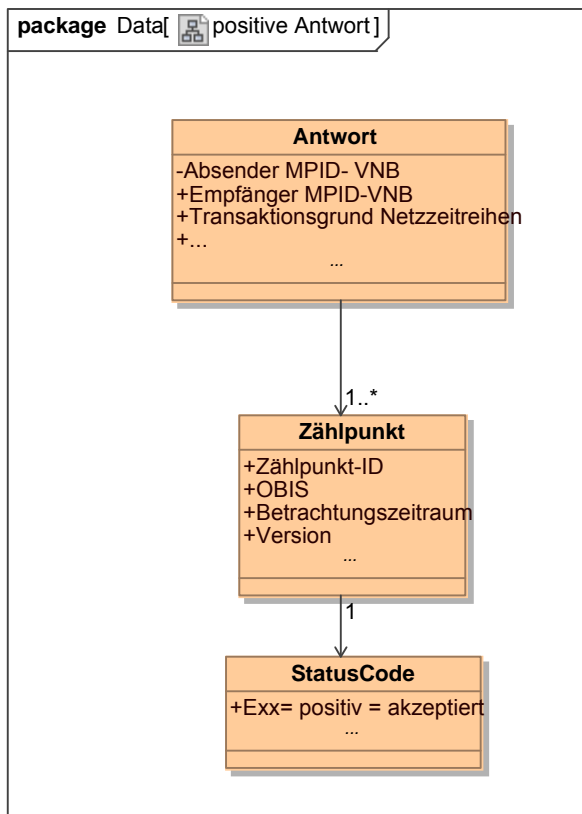 package Data[ positive Antwort ]
Antwort
-Absender MPID- VNB
+Empfänger MPID-VNB
+Transaktionsgrund Netzzeitreihen
+...
...
1..*
Zählpunkt
+Zählpunkt-ID
+OBIS
+Betrachtungszeitraum
+Version
...
1
StatusCode
+Exx= positiv = akzeptiert
...